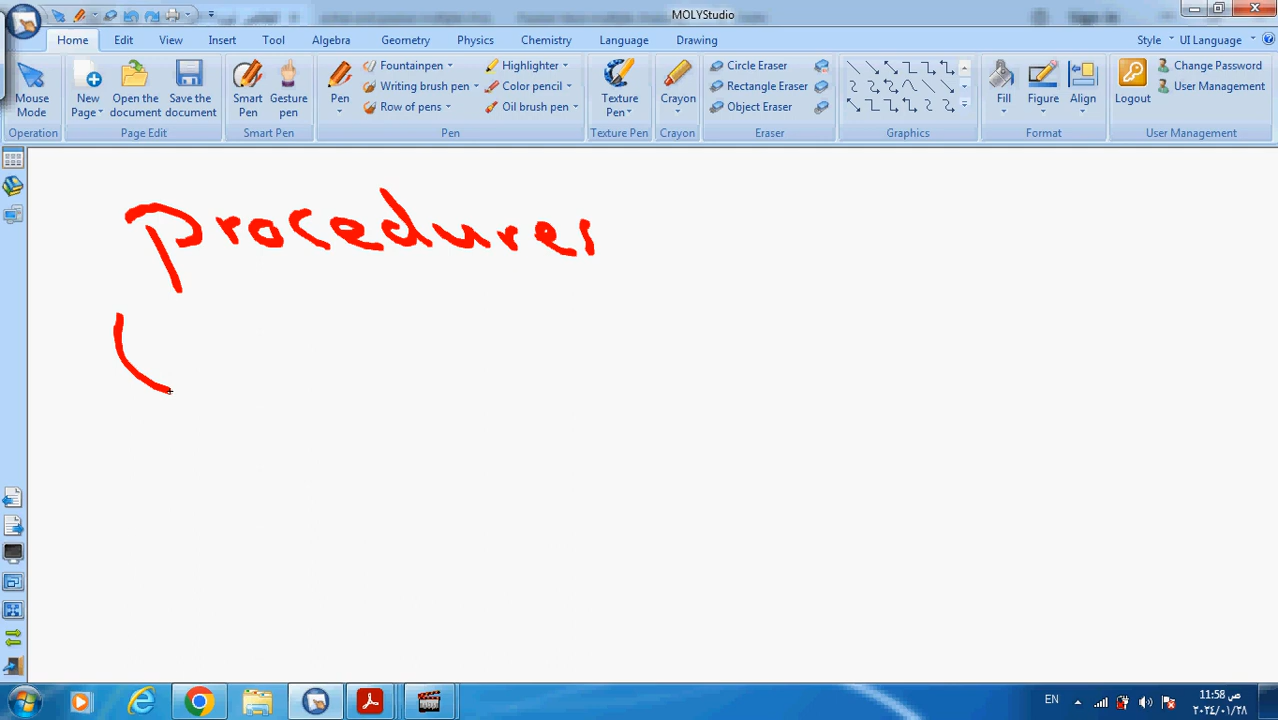 MOLYStudio
Home Edit View Insert Tool Algebra Geometry Physics Chemistry Language Drawing Style UI Language
Mouse Mode
New Page
Open the document
Save the document
Smart Pen
Gesture pen
Pen
Fountainpen
Writing brush pen
Row of pens
Highlighter
Color pencil
Oil brush pen
Texture Pen
Crayon
Circle Eraser
Rectangle Eraser
Object Eraser
Fill
Figure
Align
Logout
Change Password
User Management
Operation Page Edit Smart Pen Pen Texture Pen Crayon Eraser Graphics Format User Management
procedures
(
EN
11:58 ص
٢٠٢٤/٠١/٢٨